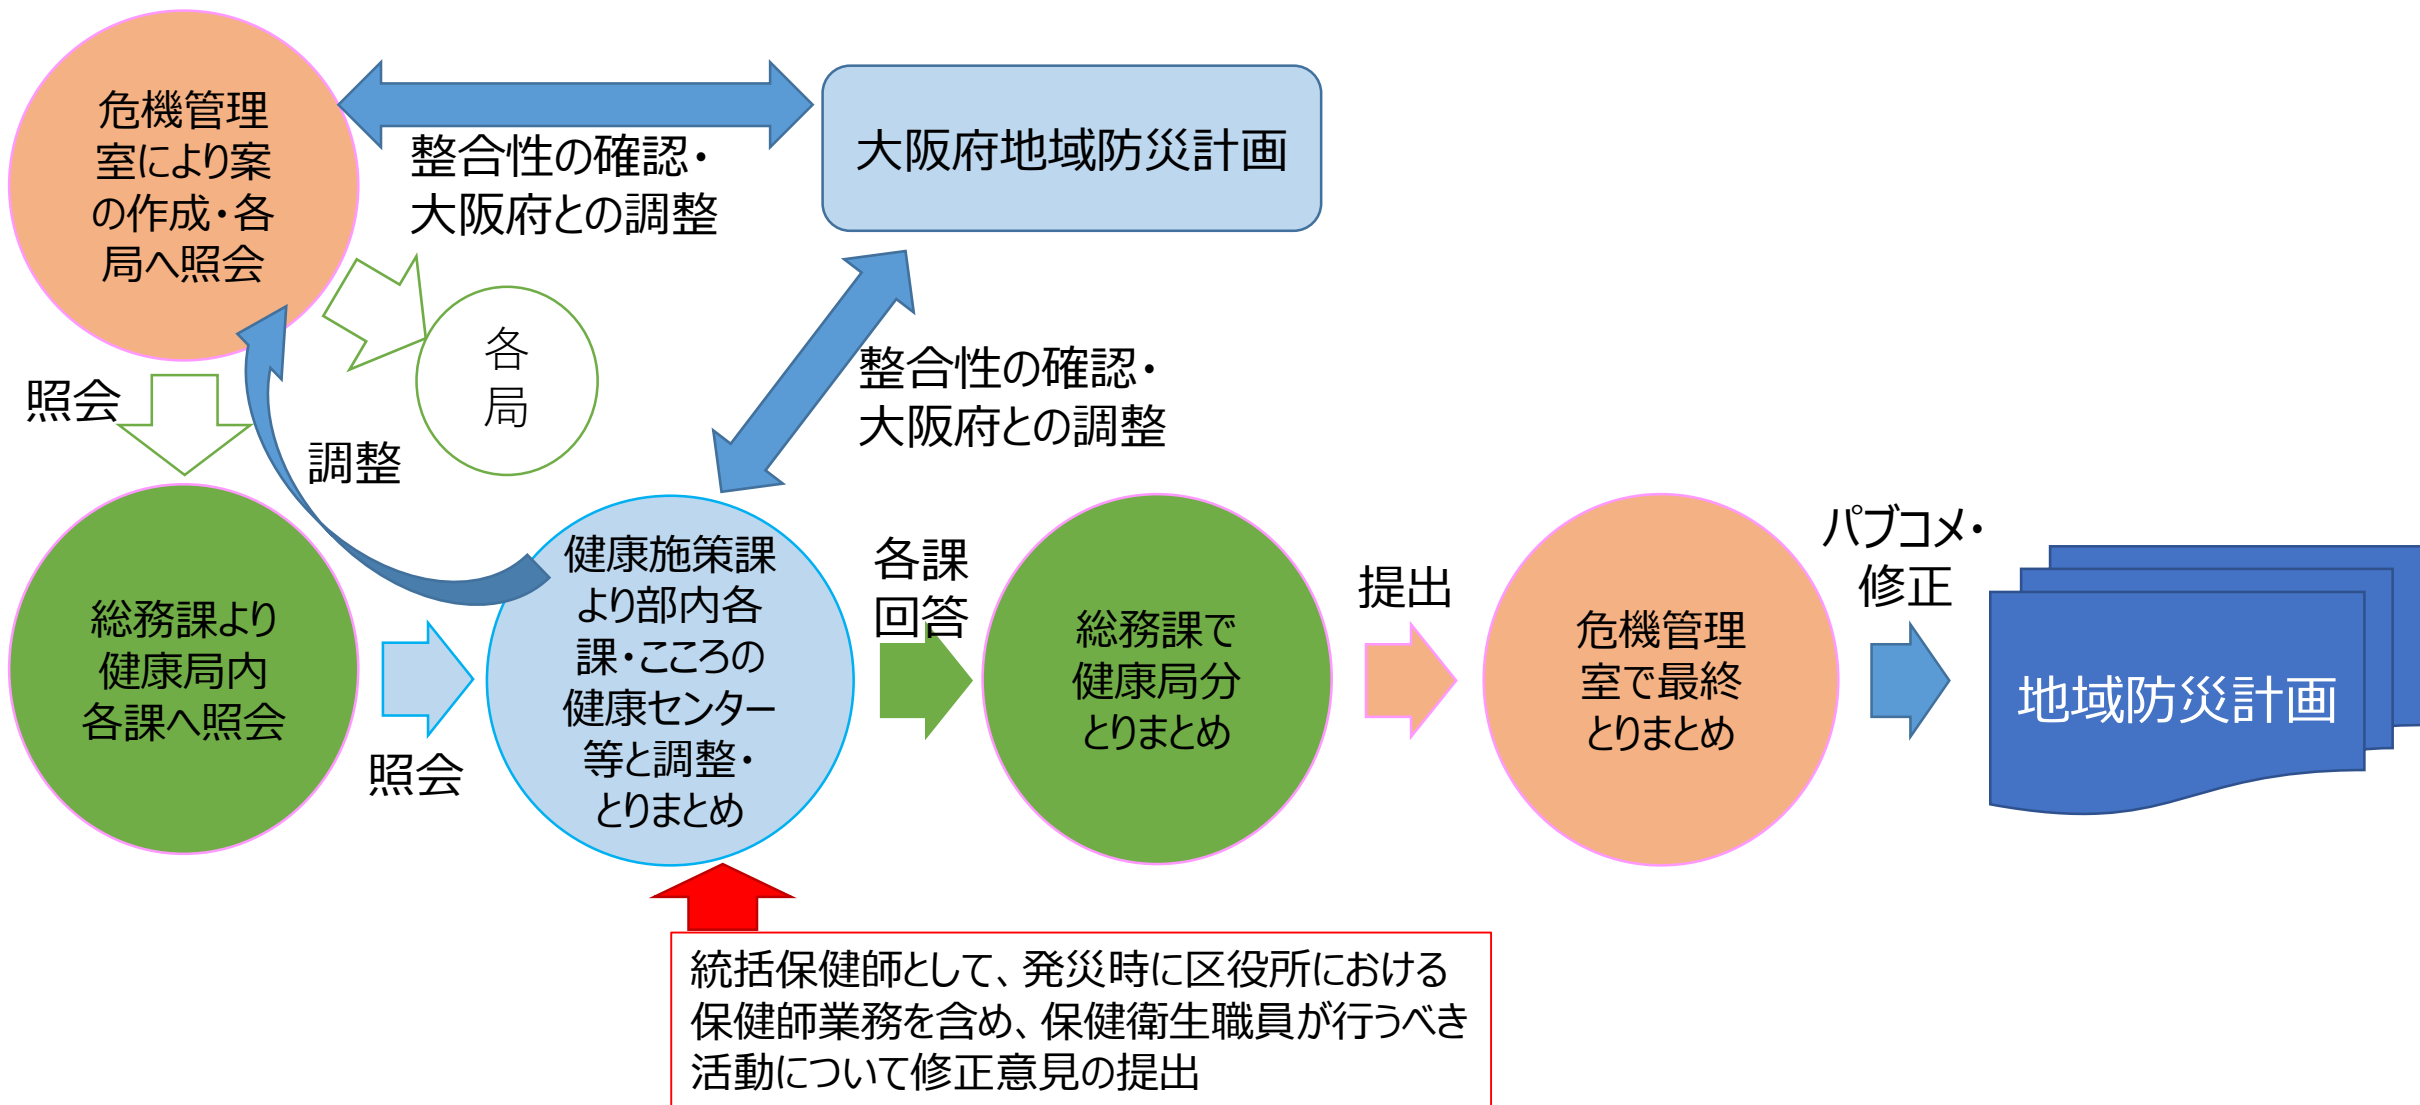 危機管理
室により案
の作成・各
局へ照会
整合性の確認・
大阪府との調整
大阪府地域防災計画
各
局
照会
調整
整合性の確認・
大阪府との調整
総務課より
健康局内
各課へ照会
照会
健康施策課
より部内各
課・こころの
健康センター
等と調整・
とりまとめ
各課
回答
総務課で
健康局分
とりまとめ
提出
危機管理
室で最終
とりまとめ
パブコメ・
修正
地域防災計画
統括保健師として、発災時に区役所における
保健師業務を含め、保健衛生職員が行うべき
活動について修正意見の提出